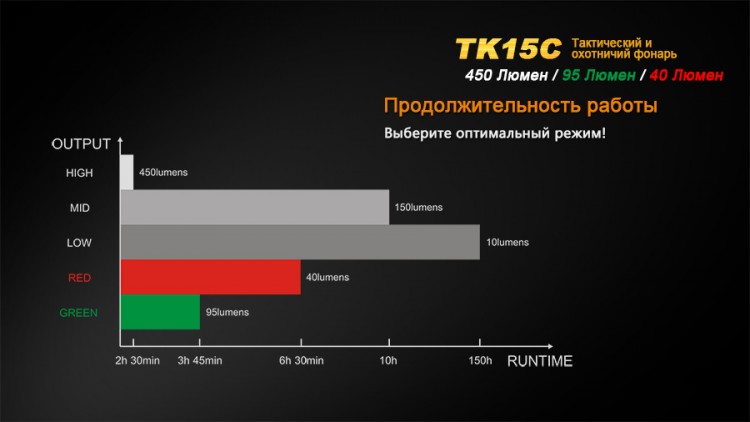 TK15C Тактический и
охотничий фонарь
450 Люмен / 95 Люмен / 40 Люмен
Продолжительность работы
Выберите оптимальный режим!
OUTPUT
HIGH 450lumens
MID 150lumens
LOW 10lumens
RED 40lumens
GREEN 95lumens
2h 30min 3h 45min 6h 30min 10h 150h RUNTIME